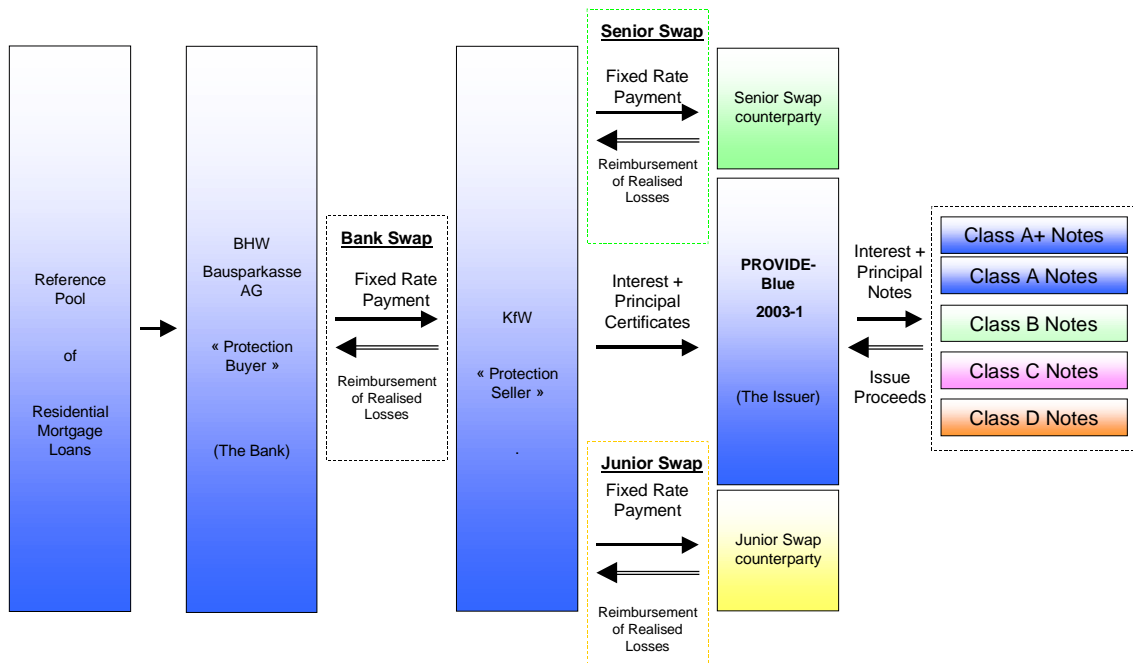 Reference
Pool
of
Residential
Mortgage
Loans
BHW
Bausparkasse
AG
« Protection
Buyer »
(The Bank)
Bank Swap
Fixed Rate
Payment
Reimbursement
of Realised
Losses
KfW
« Protection
Seller »
.
Senior Swap
Fixed Rate
Payment
Reimbursement
of Realised
Losses
Interest +
Principal
Certificates
Junior Swap
Fixed Rate
Payment
Reimbursement
of Realised
Losses
Senior Swap
counterparty
PROVIDE-
Blue
2003-1
(The Issuer)
Junior Swap
counterparty
Interest +
Principal
Notes
Issue
Proceeds
Class A+ Notes
Class A Notes
Class B Notes
Class C Notes
Class D Notes